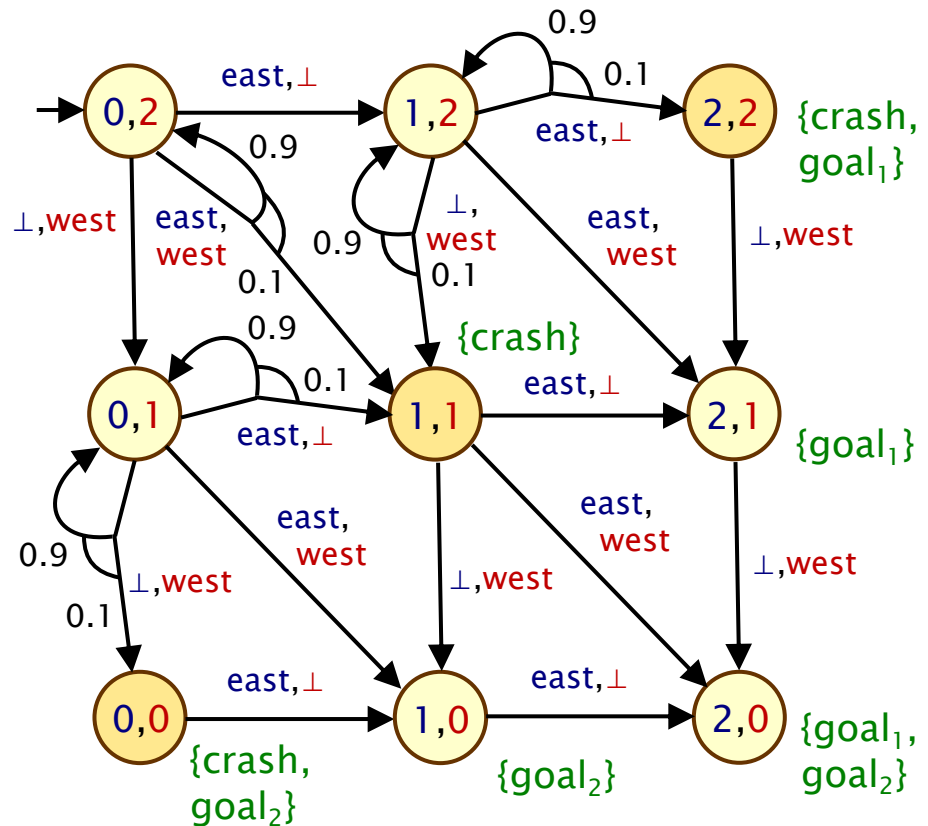 0.9
east,⊥
0.1
0,2
1,2
2,2
{crash,
goal₁}
east,⊥
0.9
⊥,west
east,
west
⊥,
west
east,
west
⊥,west
0.9
0.1
0.1
{crash}
0.9
0.1
east,⊥
0,1
1,1
2,1
east,⊥
{goal₁}
east,
west
east,
west
0.9
⊥,west
⊥,west
⊥,west
0.1
east,⊥
east,⊥
0,0
1,0
2,0
{crash,
goal₂}
{goal₂}
{goal₁,
goal₂}